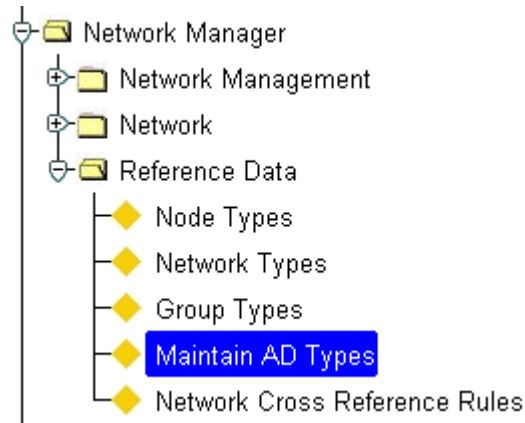 Network Manager
Network Management
Network
Reference Data
Node Types
Network Types
Group Types
Maintain AD Types
Network Cross Reference Rules